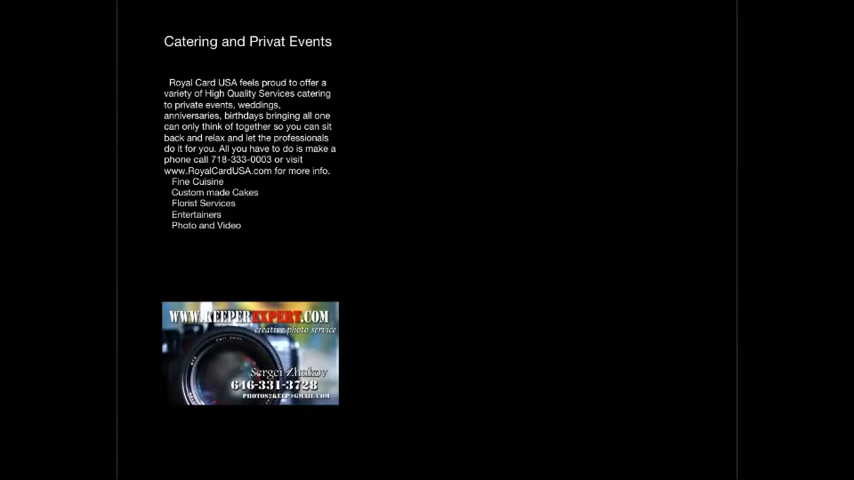 Catering and Privat Events
Royal Card USA feels proud to offer a
variety of High Quality Services catering
to private events, weddings,
anniversaries, birthdays bringing all one
can only think of together so you can sit
back and relax and let the professionals
do it for you. All you have to do is make a
phone call 718-333-0003 or visit
www.RoyalCardUSA.com for more info.
Fine Cuisine
Custom made Cakes
Florist Services
Entertainers
Photo and Video
WWW.KEEPEREXPERT.COM
creative photo service
Sergei Zhukov
646-331-3728
PHOTOS2KEEP@GMAIL.COM